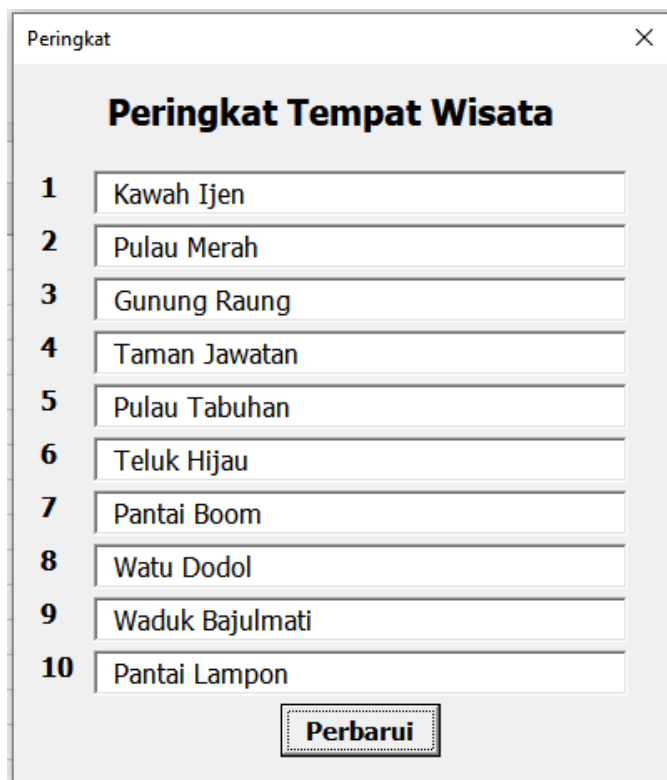 Peringkat
Peringkat Tempat Wisata
1 Kawah Ijen
2 Pulau Merah
3 Gunung Raung
4 Taman Jawatan
5 Pulau Tabuhan
6 Teluk Hijau
7 Pantai Boom
8 Watu Dodol
9 Waduk Bajulmati
10 Pantai Lampon
Perbarui